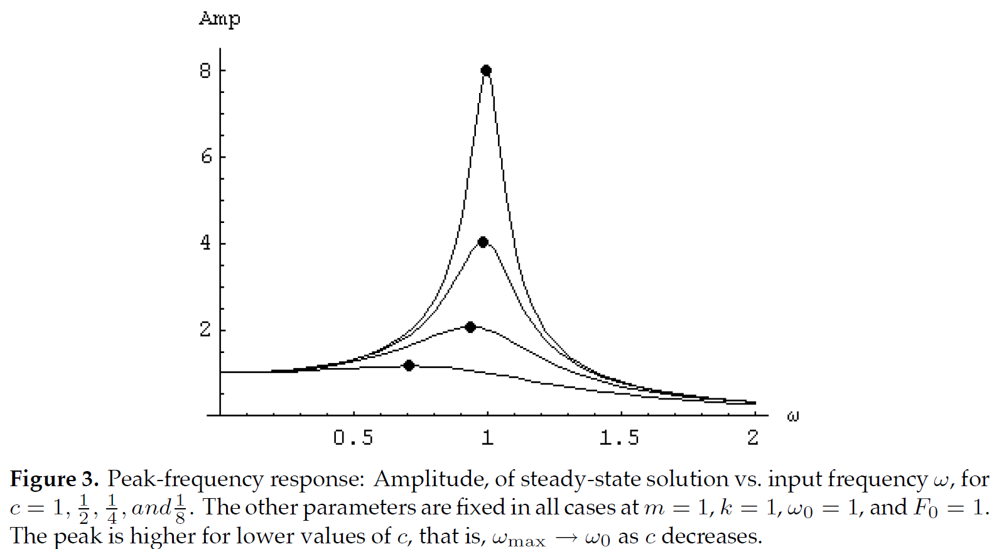 Amp
8
6
4
2
ω
0.5 1 1.5 2
Figure 3. Peak-frequency response: Amplitude, of steady-state solution vs. input frequency ω, for
c = 1, 1/2, 1/4, and 1/8. The other parameters are fixed in all cases at m = 1, k = 1, ω₀ = 1, and F₀ = 1.
The peak is higher for lower values of c, that is, ω_max → ω₀ as c decreases.